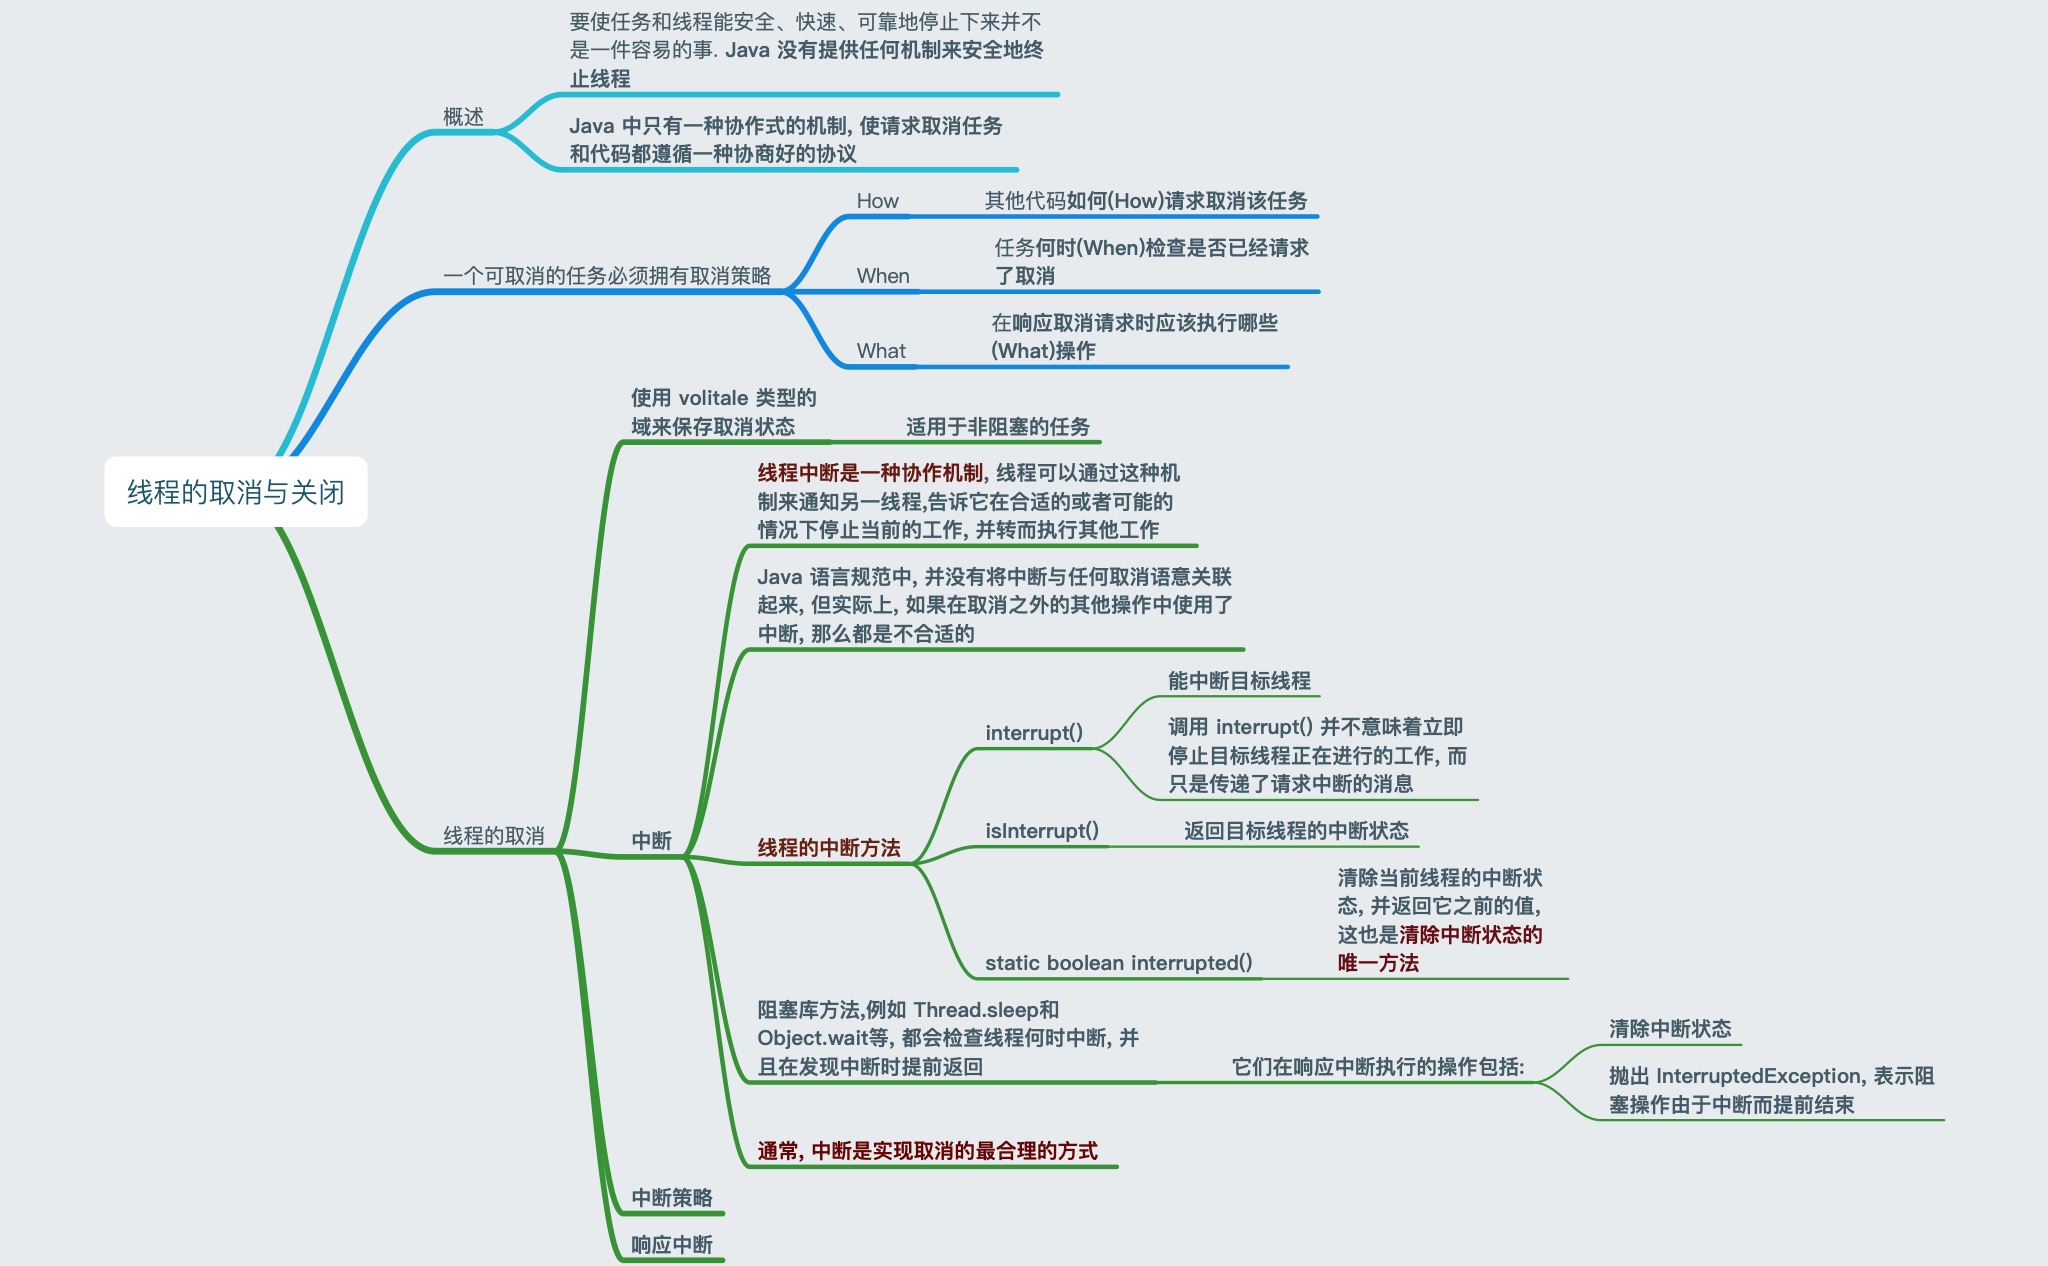 要使任务和线程能安全、快速、可靠地停止下来并不
是一件容易的事. Java 没有提供任何机制来安全地终
止线程
概述
Java 中只有一种协作式的机制, 使请求取消任务
和代码都遵循一种协商好的协议
How
其他代码如何(How)请求取消该任务
一个可取消的任务必须拥有取消策略
When
任务何时(When)检查是否已经请求
了取消
What
在响应取消请求时应该执行哪些
(What)操作
线程的取消与关闭
使用 volitale 类型的
域来保存取消状态
适用于非阻塞的任务
线程中断是一种协作机制, 线程可以通过这种机
制来通知另一线程,告诉它在合适的或者可能的
情况下停止当前的工作, 并转而执行其他工作
Java 语言规范中, 并没有将中断与任何取消语意关联
起来, 但实际上, 如果在取消之外的其他操作中使用了
中断, 那么都是不合适的
线程的取消
中断
线程的中断方法
interrupt()
能中断目标线程
调用 interrupt() 并不意味着立即
停止目标线程正在进行的工作, 而
只是传递了请求中断的消息
isInterrupt()
返回目标线程的中断状态
static boolean interrupted()
清除当前线程的中断状
态, 并返回它之前的值,
这也是清除中断状态的
唯一方法
阻塞库方法,例如 Thread.sleep和
Object.wait等, 都会检查线程何时中断, 并
且在发现中断时提前返回
它们在响应中断执行的操作包括:
清除中断状态
抛出 InterruptedException, 表示阻
塞操作由于中断而提前结束
通常, 中断是实现取消的最合理的方式
中断策略
响应中断